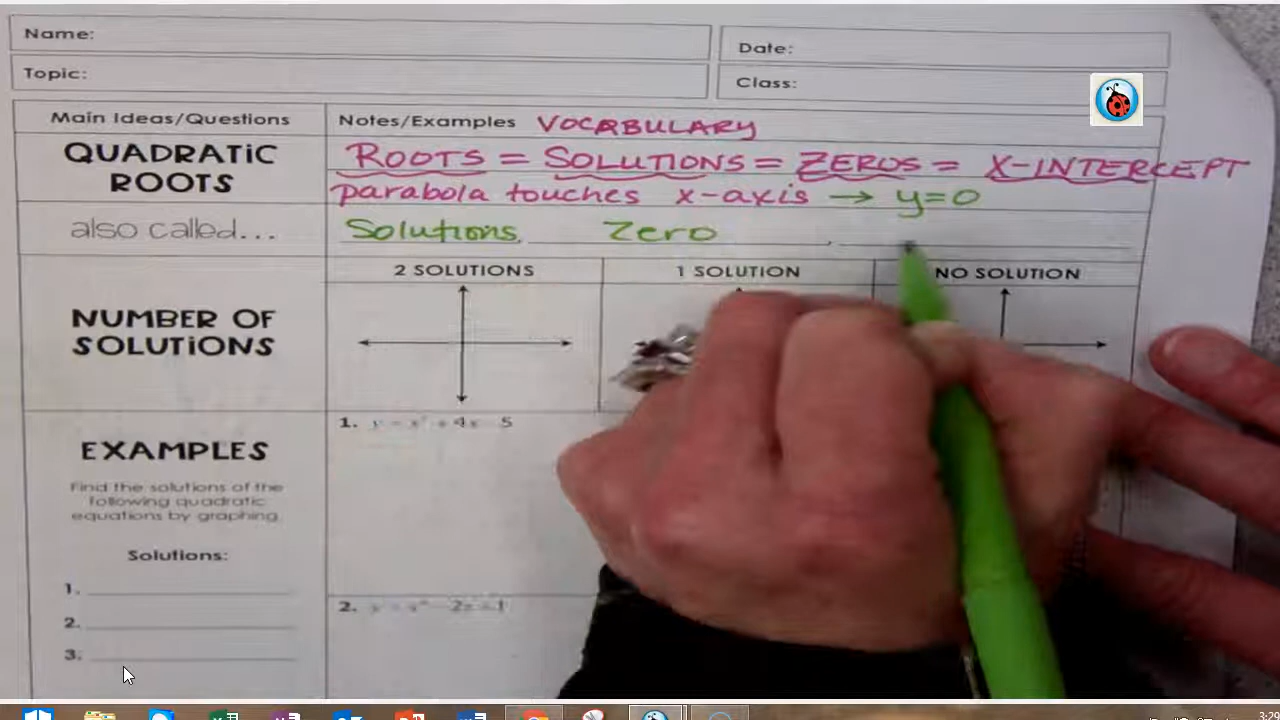 Name:
Date:
Topic:
Class:
Main Ideas/Questions
Notes/Examples VOCABULARY
QUADRATIC ROOTS
ROOTS = SOLUTIONS = ZEROS = X-INTERCEPT
parabola touches x-axis → y=0
also called...
Solutions, Zero,
2 SOLUTIONS
1 SOLUTION
NO SOLUTION
NUMBER OF SOLUTIONS
EXAMPLES
Find the solutions of the
following quadratic
equations by graphing.
Solutions:
1.
2.
3.
1.
2.